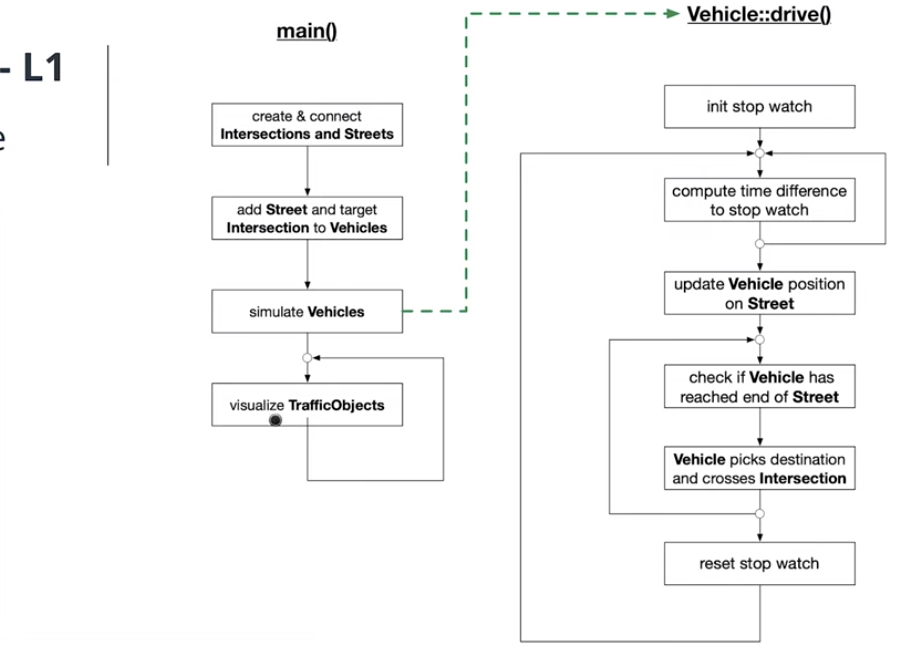 - L1
e
main()
create & connect
Intersections and Streets
add Street and target
Intersection to Vehicles
simulate Vehicles
visualize TrafficObjects
Vehicle::drive()
init stop watch
compute time difference
to stop watch
update Vehicle position
on Street
check if Vehicle has
reached end of Street
Vehicle picks destination
and crosses Intersection
reset stop watch